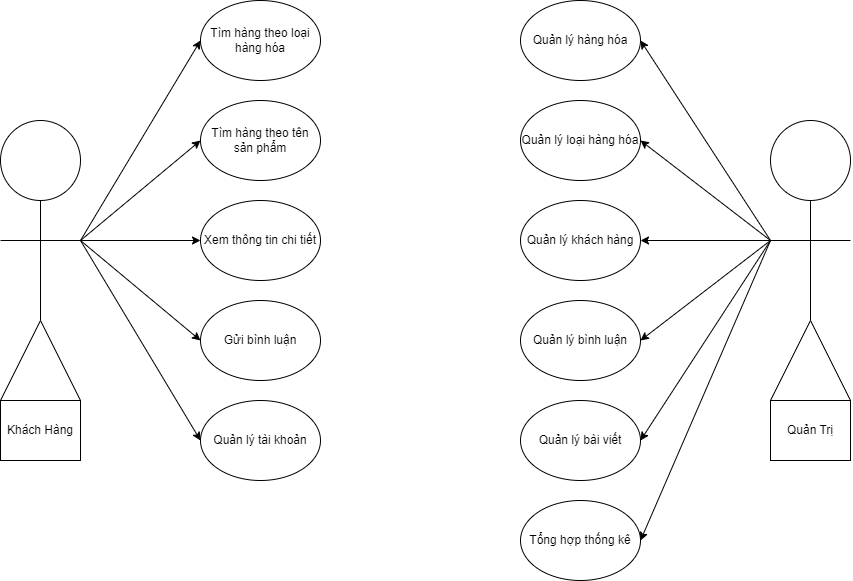 Tìm hàng theo loại
hàng hóa
Quản lý hàng hóa
Tìm hàng theo tên
sản phẩm
Quản lý loại hàng hóa
Xem thông tin chi tiết
Quản lý khách hàng
Gửi bình luận
Quản lý bình luận
Khách Hàng
Quản lý tài khoản
Quản lý bài viết
Quản Trị
Tổng hợp thống kê